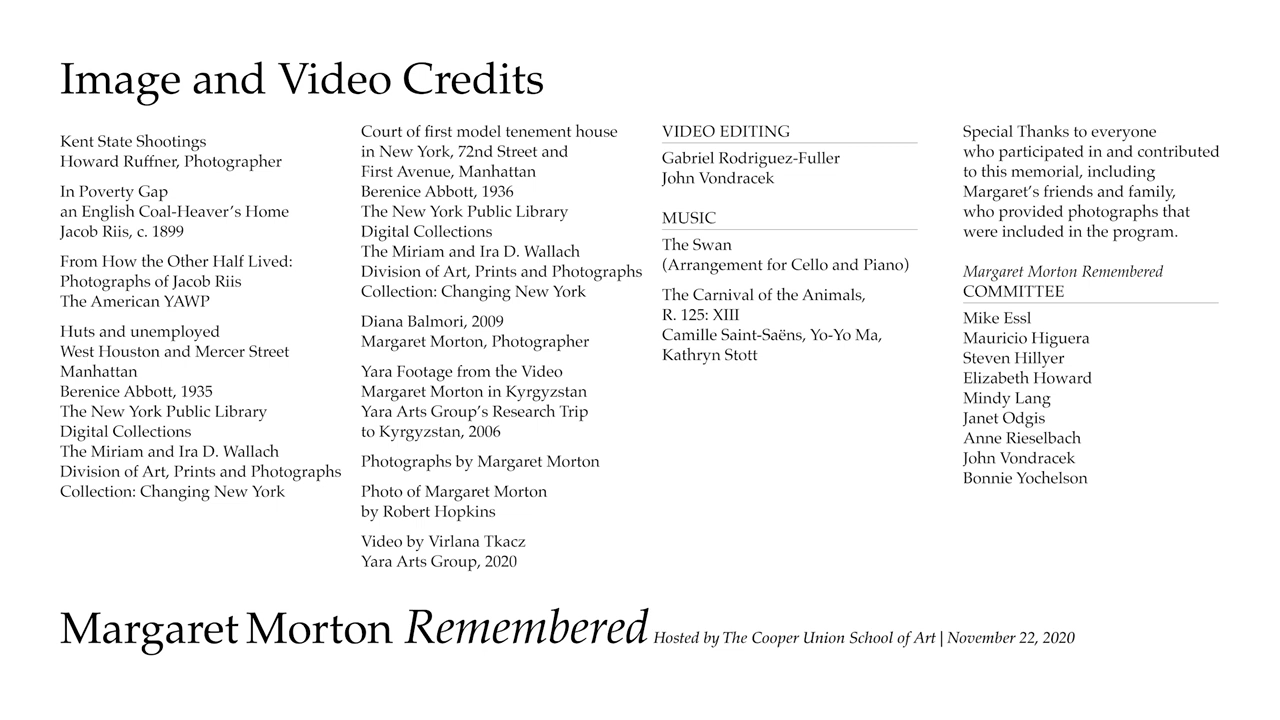 Image and Video Credits
Kent State Shootings
Howard Ruffner, Photographer
In Poverty Gap
an English Coal-Heaver's Home
Jacob Riis, c. 1899
From How the Other Half Lived:
Photographs of Jacob Riis
The American YAWP
Huts and unemployed
West Houston and Mercer Street
Manhattan
Berenice Abbott, 1935
The New York Public Library
Digital Collections
The Miriam and Ira D. Wallach
Division of Art, Prints and Photographs
Collection: Changing New York
Court of first model tenement house
in New York, 72nd Street and
First Avenue, Manhattan
Berenice Abbott, 1936
The New York Public Library
Digital Collections
The Miriam and Ira D. Wallach
Division of Art, Prints and Photographs
Collection: Changing New York
Diana Balmori, 2009
Margaret Morton, Photographer
Yara Footage from the Video
Margaret Morton in Kyrgyzstan
Yara Arts Group's Research Trip
to Kyrgyzstan, 2006
Photographs by Margaret Morton
Photo of Margaret Morton
by Robert Hopkins
Video by Virlana Tkacz
Yara Arts Group, 2020
VIDEO EDITING
Gabriel Rodriguez-Fuller
John Vondracek
MUSIC
The Swan
(Arrangement for Cello and Piano)
The Carnival of the Animals,
R. 125: XIII
Camille Saint-Saëns, Yo-Yo Ma,
Kathryn Stott
Special Thanks to everyone
who participated in and contributed
to this memorial, including
Margaret's friends and family,
who provided photographs that
were included in the program.
Margaret Morton Remembered
COMMITTEE
Mike Essl
Mauricio Higuera
Steven Hillyer
Elizabeth Howard
Mindy Lang
Janet Odgis
Anne Rieselbach
John Vondracek
Bonnie Yochelson
Margaret Morton Remembered Hosted by The Cooper Union School of Art | November 22, 2020